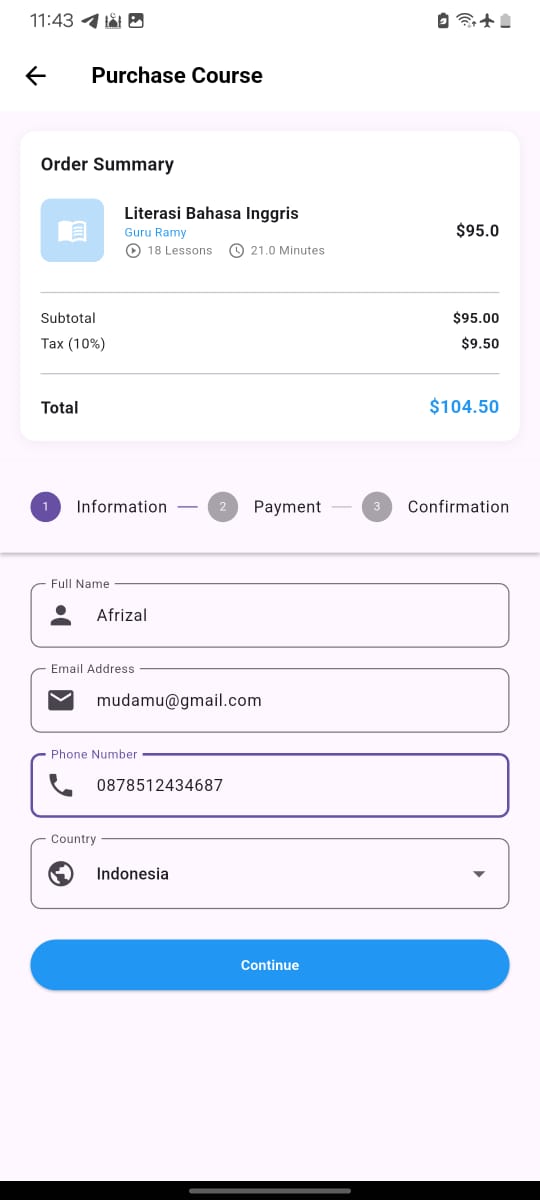 11:43
Purchase Course
Order Summary
Literasi Bahasa Inggris
Guru Ramy
$95.0
18 Lessons 21.0 Minutes
Subtotal $95.00
Tax (10%) $9.50
Total $104.50
1 Information 2 Payment 3 Confirmation
Full Name
Afrizal
Email Address
mudamu@gmail.com
Phone Number
0878512434687
Country
Indonesia
Continue